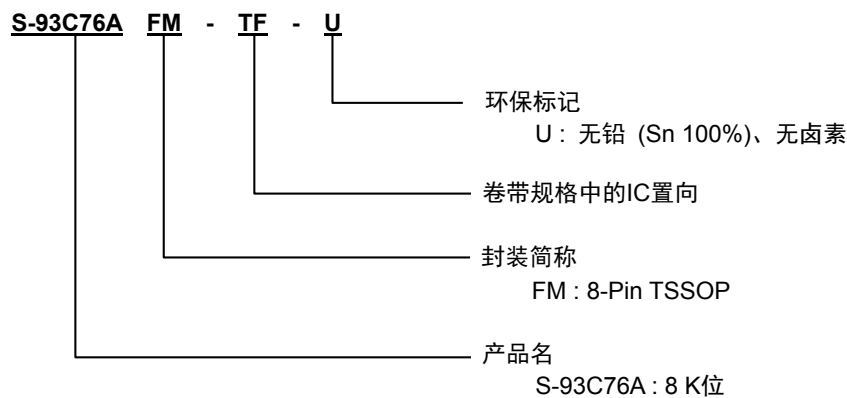 S-93C76A FM - TF - U
环保标记
U : 无铅 (Sn 100%)、无卤素
卷带规格中的IC置向
封装简称
FM : 8-Pin TSSOP
产品名
S-93C76A : 8 K位